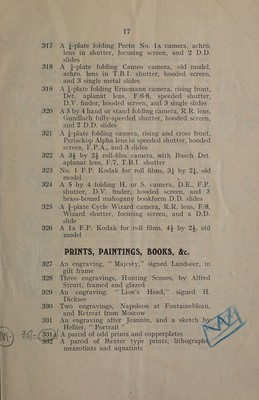 17
317 A ¼-plate folding Pecto No. 1A camera, achro.
lens in shutter, focusing screen, and 2 D.D.
slides
318 A ¼-plate folding Cameo camera, old model,
achro. lens in T.B.I. shutter, hooded screen,
and 3 single metal slides
319 A ¼-plate folding Ernemann camera, rising front,
Det. aplanat lens, F/6·8, speeded shutter,
D.V. finder, hooded screen, and 3 single slides
320 A 5 by 4 hand or stand folding camera, R.R. lens,
Gundlach fully-speeded shutter, hooded screen,
and 2 D.D. slides
321 A ¼-plate folding camera, rising and cross front,
Perisckop Alpha lens in speeded shutter, hooded
screen, F.P.A., and 3 slides
322 A 3¼ by 2¼ roll-film camera, with Busch Det.
aplanat lens, F/7, T.B.I. shutter
323 No. 1 F.P. Kodak for roll films, 3¼ by 2¼, old
model
324 A 5 by 4 folding H. or S. camera, D.E., F.P.
shutter, D.V. finder, hooded screen, and 3
brass-bound mahogany bookform D.D. slides
325 A ¼-plate Cycle Wizard camera, R.R. lens, F/8,
Wizard shutter, focusing screen, and a D.D.
slide
326 A 1A F.P. Kodak for roll films, 4¼ by 2½, old
model
PRINTS, PAINTINGS, BOOKS, &c.
327 An engraving, "Majesty," signed Landseer, in
gilt frame
328 Three engravings, Hunting Scenes, by Alfred
Strutt, framed and glazed
329 An engraving, "Lion's Head," signed H.
Dicksee
330 Two engravings, Napoleon at Fontainebleau,
and Retreat from Moscow
331 An engraving after Jeannin, and a sketch by
Hellier, "Portrait"
331A A parcel of odd prints and copperplates
332 A parcel of Baxter type prints, lithographs,
mezzotints and aquatints